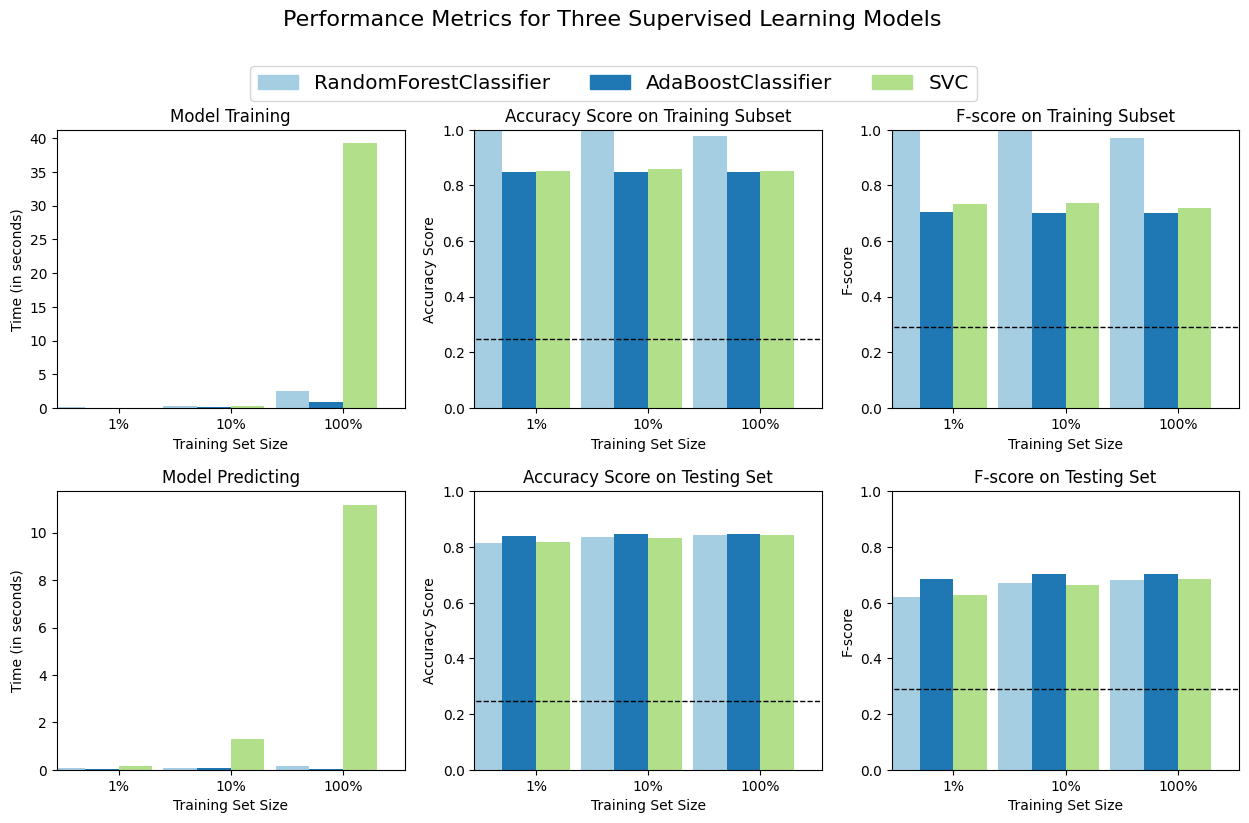 Performance Metrics for Three Supervised Learning Models
RandomForestClassifier AdaBoostClassifier SVC
Model Training
40
35
30
25
20
15
10
5
0
Time (in seconds)
1% 10% 100%
Training Set Size
Accuracy Score on Training Subset
1.0
0.8
0.6
0.4
0.2
0.0
Accuracy Score
1% 10% 100%
Training Set Size
F-score on Training Subset
1.0
0.8
0.6
0.4
0.2
0.0
F-score
1% 10% 100%
Training Set Size
Model Predicting
10
8
6
4
2
0
Time (in seconds)
1% 10% 100%
Training Set Size
Accuracy Score on Testing Set
1.0
0.8
0.6
0.4
0.2
0.0
Accuracy Score
1% 10% 100%
Training Set Size
F-score on Testing Set
1.0
0.8
0.6
0.4
0.2
0.0
F-score
1% 10% 100%
Training Set Size